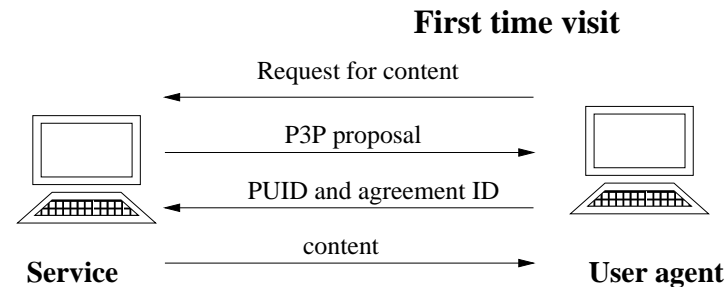 First time visit
Request for content
P3P proposal
PUID and agreement ID
content
Service
User agent